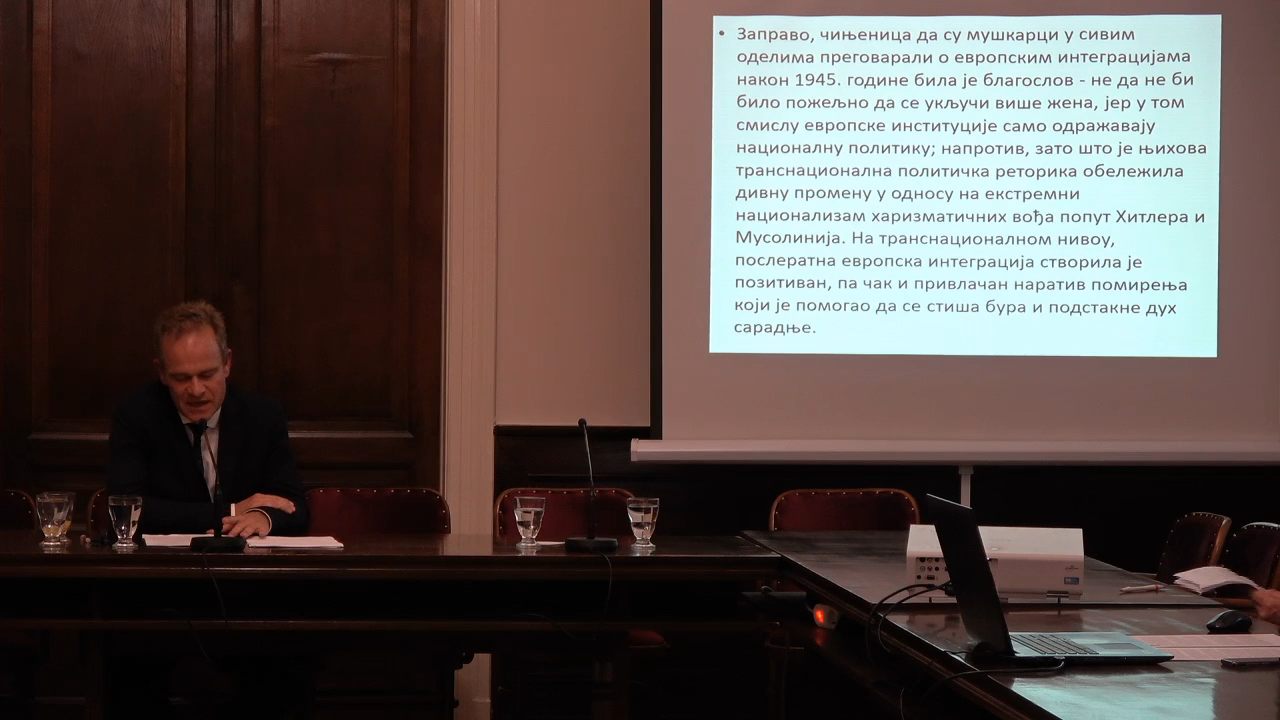 • Заправо, чињеница да су мушкарци у сивим
оделима преговарали о европским интеграцијама
након 1945. године била је благослов - не да не би
било пожељно да се укључи више жена, јер у том
смислу европске институције само одражавају
националну политику; напротив, зато што је њихова
транснационална политичка реторика обележила
дивну промену у односу на екстремни
национализам харизматичних вођа попут Хитлера и
Мусолинија. На транснационалном нивоу,
послератна европска интеграција створила је
позитиван, па чак и привлачан наратив помирења
који је помогао да се стиша бура и подстакне дух
сарадње.